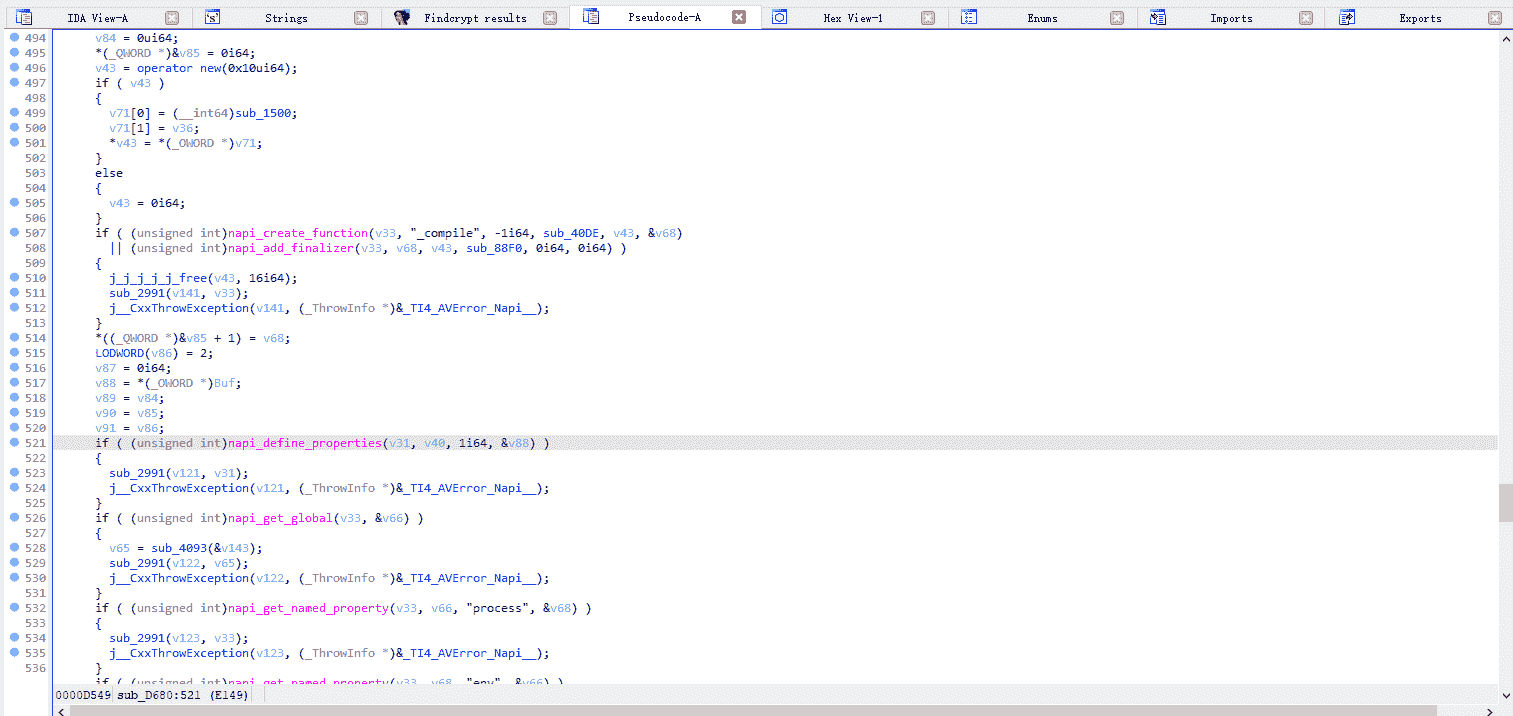 IDA View-A Strings Findcrypt results Pseudocode-A Hex View-1 Enums Imports Exports
494 v84 = 0ui64;
495 *(_QWORD *)&v85 = 0i64;
496 v43 = operator new(0x10ui64);
497 if ( v43 )
498 {
499 v71[0] = (__int64)sub_1500;
500 v71[1] = v36;
501 *v43 = *(_OWORD *)v71;
502 }
503 else
504 {
505 v43 = 0i64;
506 }
507 if ( (unsigned int)napi_create_function(v33, "_compile", -1i64, sub_40DE, v43, &v68)
508 || (unsigned int)napi_add_finalizer(v33, v68, v43, sub_88F0, 0i64, 0i64) )
509 {
510 j_j_j_j_j_free(v43, 16i64);
511 sub_2991(v141, v33);
512 j__CxxThrowException(v141, (_ThrowInfo *)&_TI4_AVError_Napi__);
513 }
514 *((_QWORD *)&v85 + 1) = v68;
515 LODWORD(v86) = 2;
516 v87 = 0i64;
517 v88 = *(_OWORD *)Buf;
518 v89 = v84;
519 v90 = v85;
520 v91 = v86;
521 if ( (unsigned int)napi_define_properties(v31, v40, 1i64, &v88) )
522 {
523 sub_2991(v121, v31);
524 j__CxxThrowException(v121, (_ThrowInfo *)&_TI4_AVError_Napi__);
525 }
526 if ( (unsigned int)napi_get_global(v33, &v66) )
527 {
528 v65 = sub_4093(&v143);
529 sub_2991(v122, v65);
530 j__CxxThrowException(v122, (_ThrowInfo *)&_TI4_AVError_Napi__);
531 }
532 if ( (unsigned int)napi_get_named_property(v33, v66, "process", &v68) )
533 {
534 sub_2991(v123, v33);
535 j__CxxThrowException(v123, (_ThrowInfo *)&_TI4_AVError_Napi__);
536 }
if ( (unsigned int)napi_get_named_property(v33, v68, "env", &v66) )
0000D549 sub_D680:521 (E149)